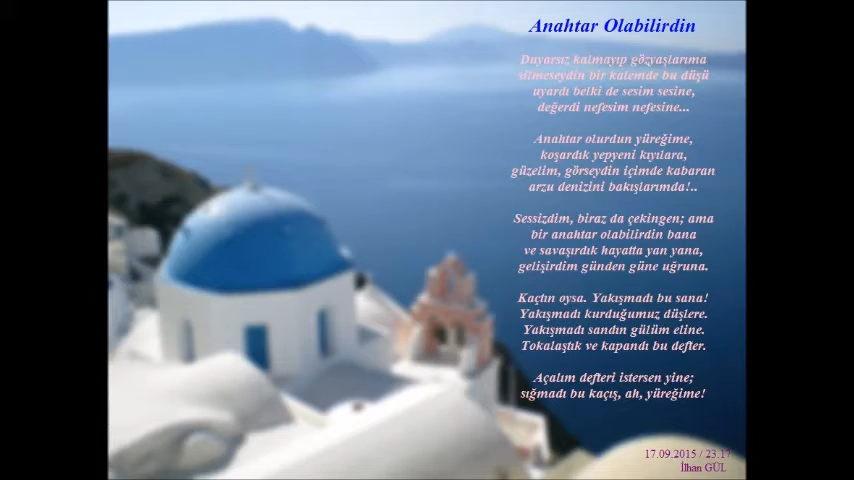 Anahtar Olabilirdin
Duyarsız kalmayıp gözyaşlarıma
silmeseydin bir kalemde bu düşü
uyardı belki de sesim sesine,
değerdi nefesim nefesine...
Anahtar olurdun yüreğime,
koşardık yepyeni kıyılara,
güzelim, görseydin içimde kabaran
arzu denizini bakışlarımda!..
Sessizdim, biraz da çekingen; ama
bir anahtar olabilirdin bana
ve savaşırdık hayatta yan yana,
gelişirdim günden güne uğruna.
Kaçtın oysa. Yakışmadı bu sana!
Yakışmadı kurduğumuz düşlere.
Yakışmadı sandın gülüm eline.
Tokalaştık ve kapandı bu defter.
Açalım defteri istersen yine;
sığmadı bu kaçış, ah, yüreğime!
17.09.2015 / 23.17
İlhan GÜL